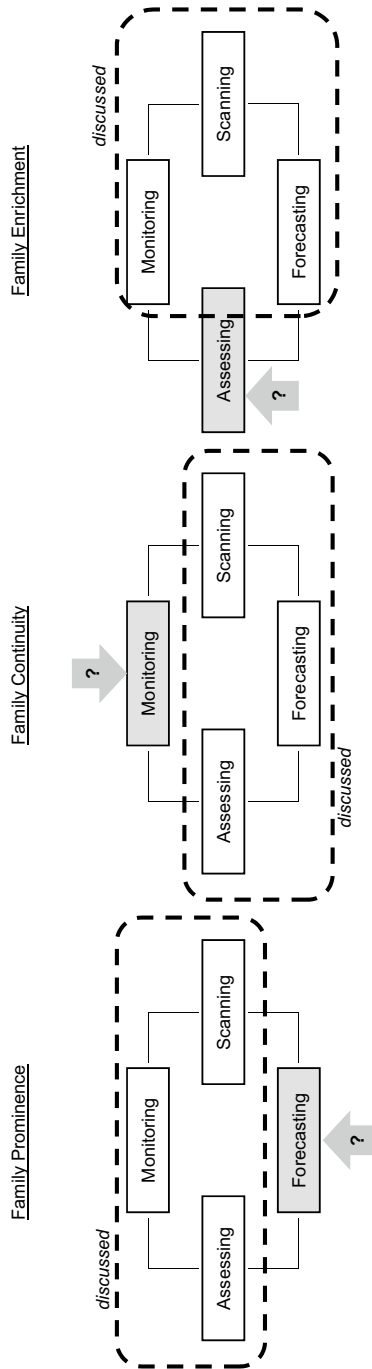 Family Prominence
discussed
Monitoring
Assessing
Scanning
Forecasting
?
Family Continuity
?
Monitoring
Assessing
Scanning
Forecasting
discussed
Family Enrichment
discussed
Monitoring
Assessing
Scanning
Forecasting
?